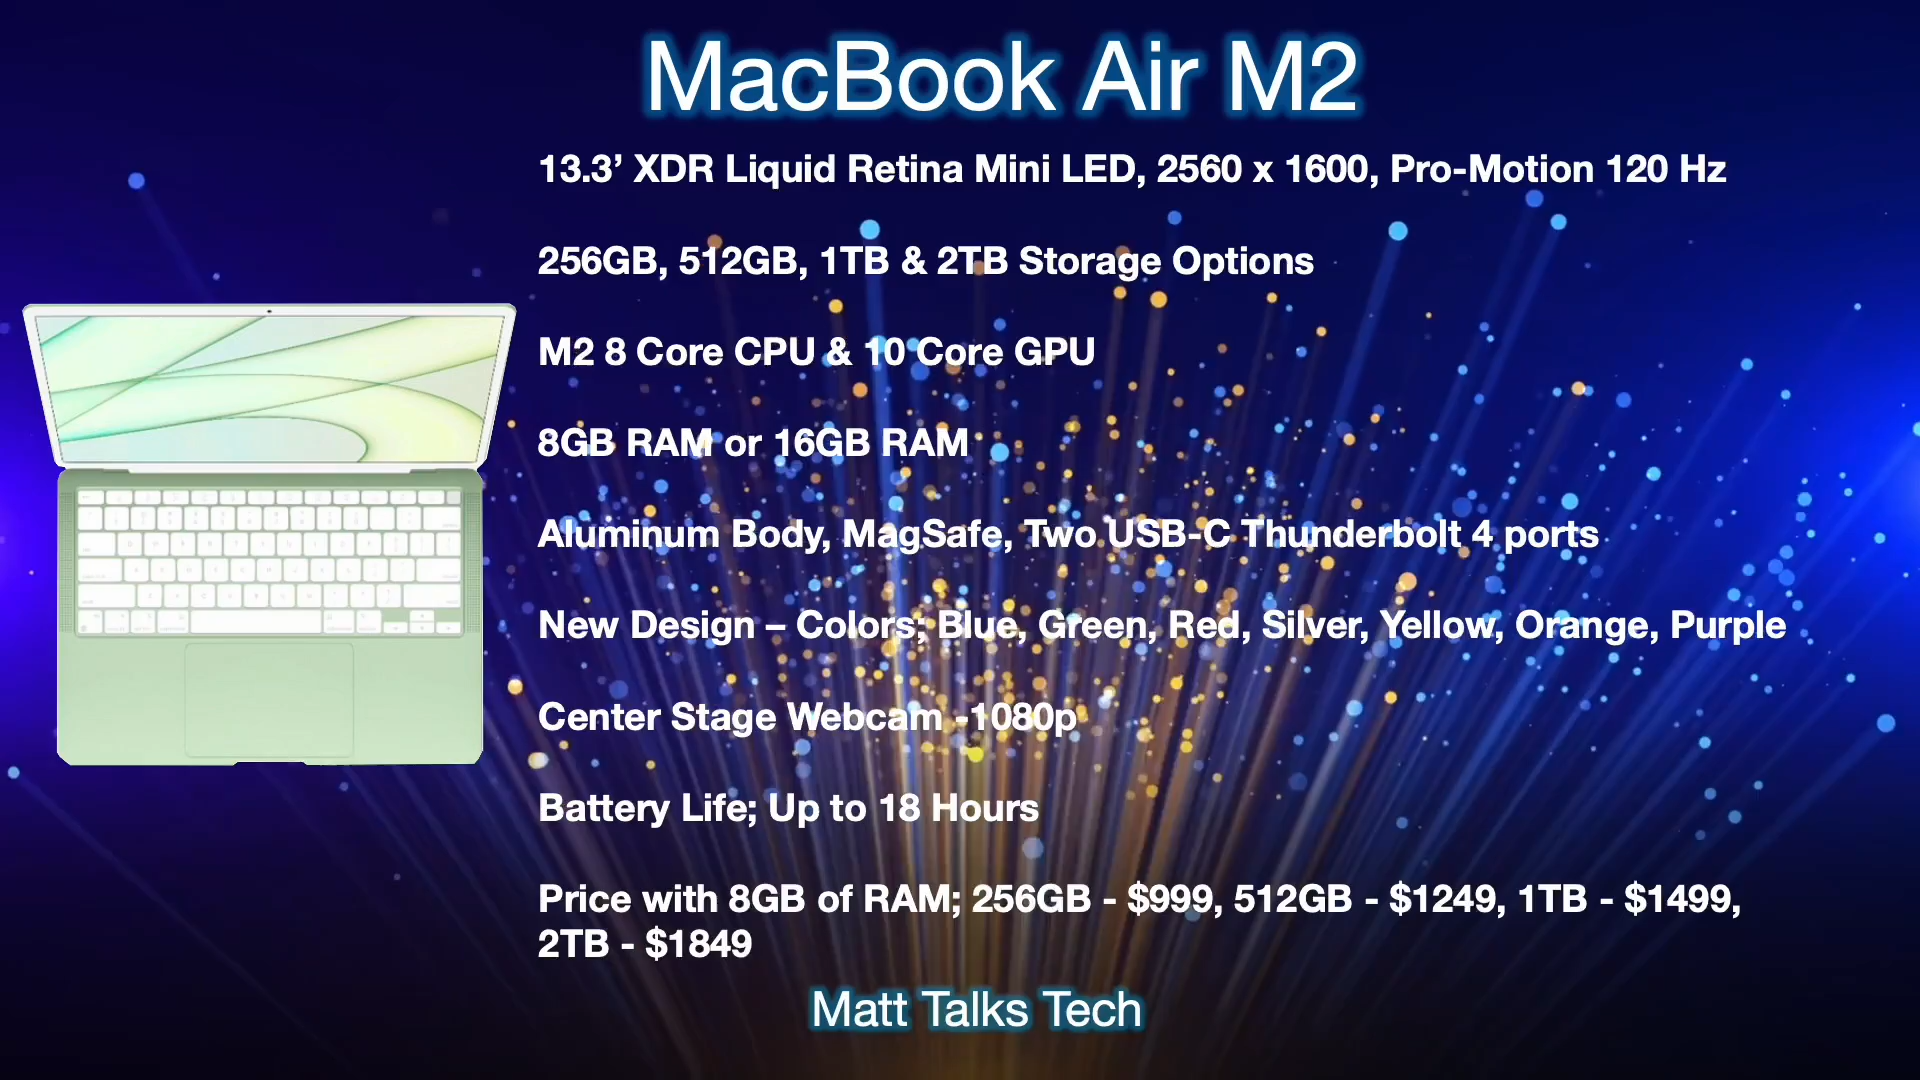 MacBook Air M2
13.3’ XDR Liquid Retina Mini LED, 2560 x 1600, Pro-Motion 120 Hz
256GB, 512GB, 1TB & 2TB Storage Options
M2 8 Core CPU & 10 Core GPU
8GB RAM or 16GB RAM
Aluminum Body, MagSafe, Two USB-C Thunderbolt 4 ports
New Design – Colors; Blue, Green, Red, Silver, Yellow, Orange, Purple
Center Stage Webcam -1080p
Battery Life; Up to 18 Hours
Price with 8GB of RAM; 256GB - $999, 512GB - $1249, 1TB - $1499,
2TB - $1849
Matt Talks Tech